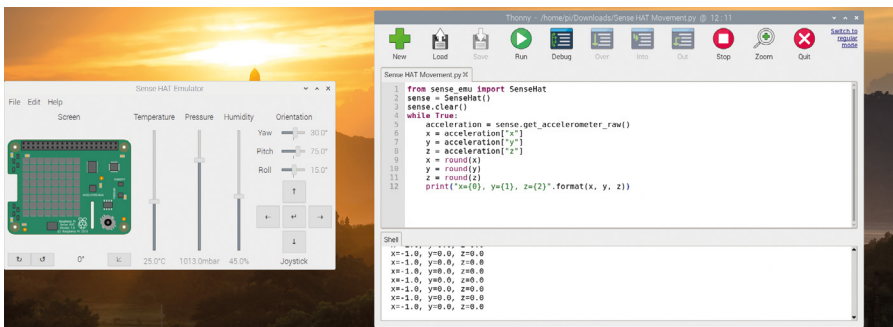 Thonny - /home/pi/Downloads/Sense HAT Movement.py @ 12:11
New Load Save Run Debug Over Into Out Stop Zoom Quit
Switch to
regular
mode
Sense HAT Movement.py
1 from sense_emu import SenseHat
2 sense = SenseHat()
3 sense.clear()
4 while True:
5 acceleration = sense.get_accelerometer_raw()
6 x = acceleration["x"]
7 y = acceleration["y"]
8 z = acceleration["z"]
9 x = round(x)
10 y = round(y)
11 z = round(z)
12 print("x={0}, y={1}, z={2}".format(x, y, z))
Shell
x=-1.0, y=0.0, z=0.0
x=-1.0, y=0.0, z=0.0
x=-1.0, y=0.0, z=0.0
x=-1.0, y=0.0, z=0.0
x=-1.0, y=0.0, z=0.0
x=-1.0, y=0.0, z=0.0
x=-1.0, y=0.0, z=0.0
Sense HAT Emulator
File Edit Help
Screen Temperature Pressure Humidity Orientation
Yaw 30.0°
Pitch 75.0°
Roll 15.0°
0° 25.0°C 1013.0mbar 45.0% Joystick